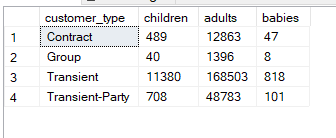 customer_type children adults babies
1 Contract 489 12863 47
2 Group 40 1396 8
3 Transient 11380 168503 818
4 Transient-Party 708 48783 101